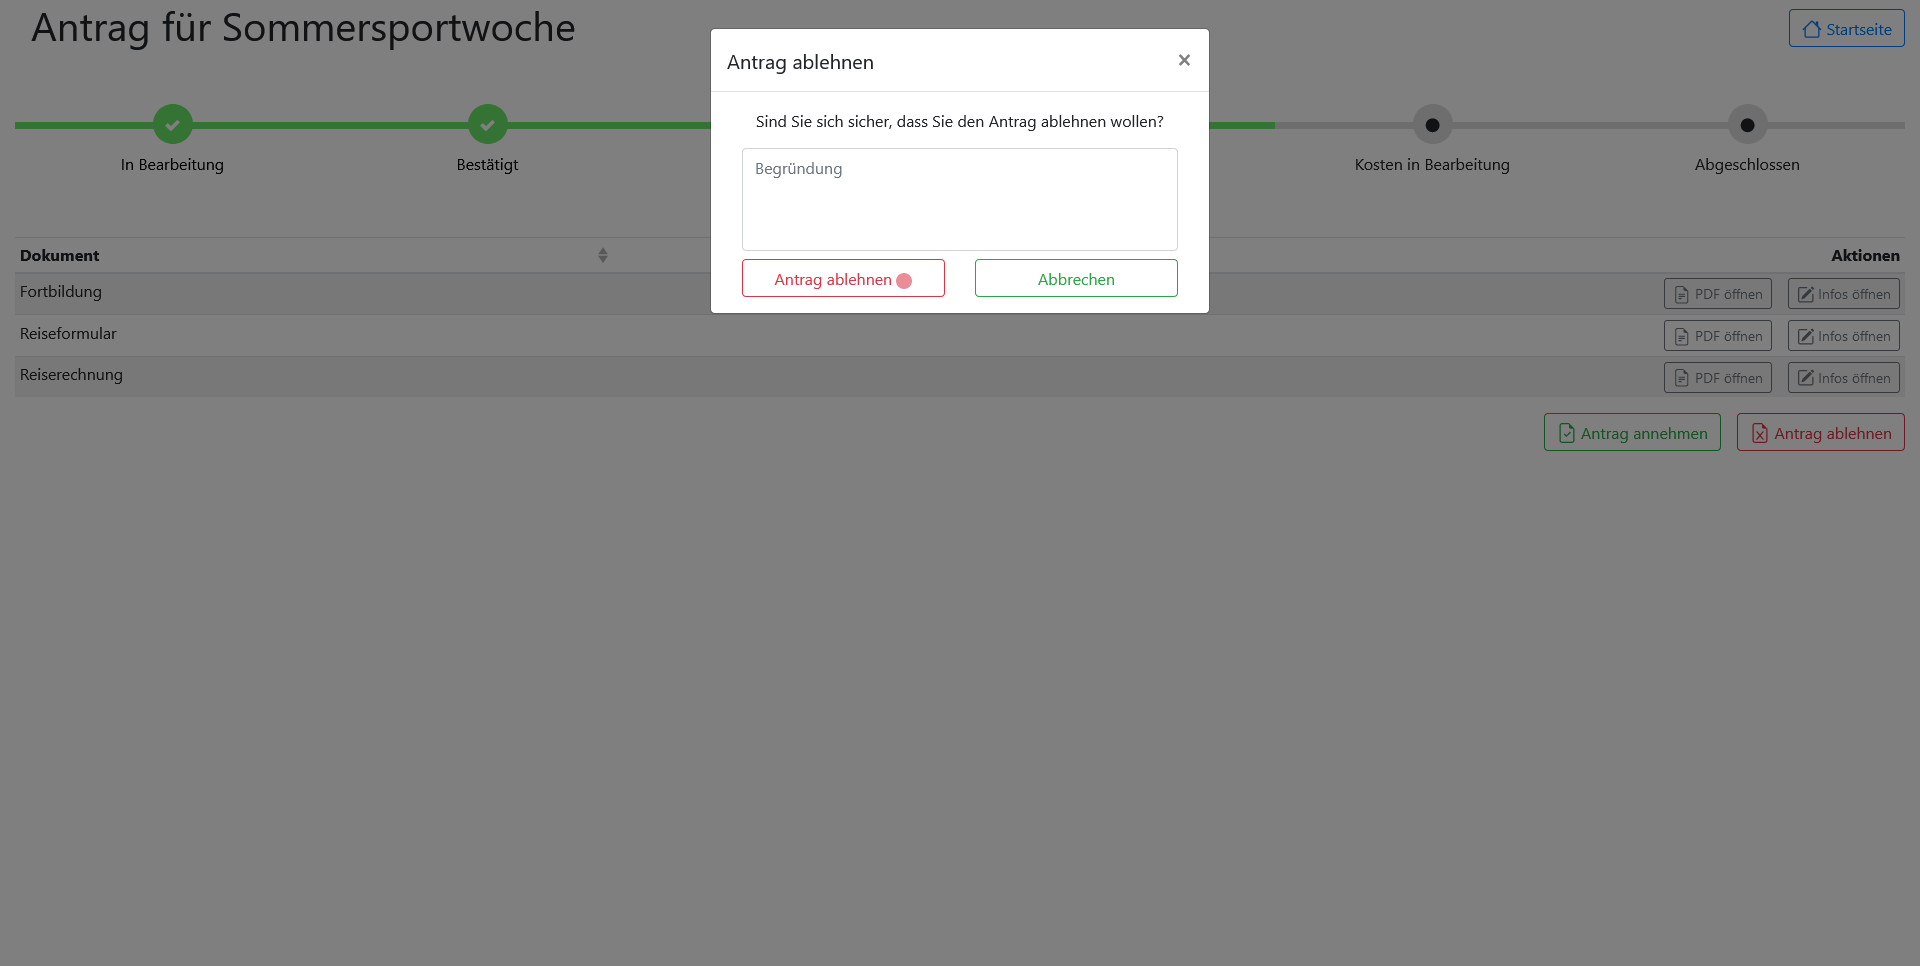 Antrag für Sommersportwoche
Startseite
Antrag ablehnen
×
Sind Sie sich sicher, dass Sie den Antrag ablehnen wollen?
Begründung
Antrag ablehnen
Abbrechen
In Bearbeitung
Bestätigt
Kosten in Bearbeitung
Abgeschlossen
Dokument
Aktionen
Fortbildung
PDF öffnen
Infos öffnen
Reiseformular
PDF öffnen
Infos öffnen
Reiserechnung
PDF öffnen
Infos öffnen
Antrag annehmen
Antrag ablehnen